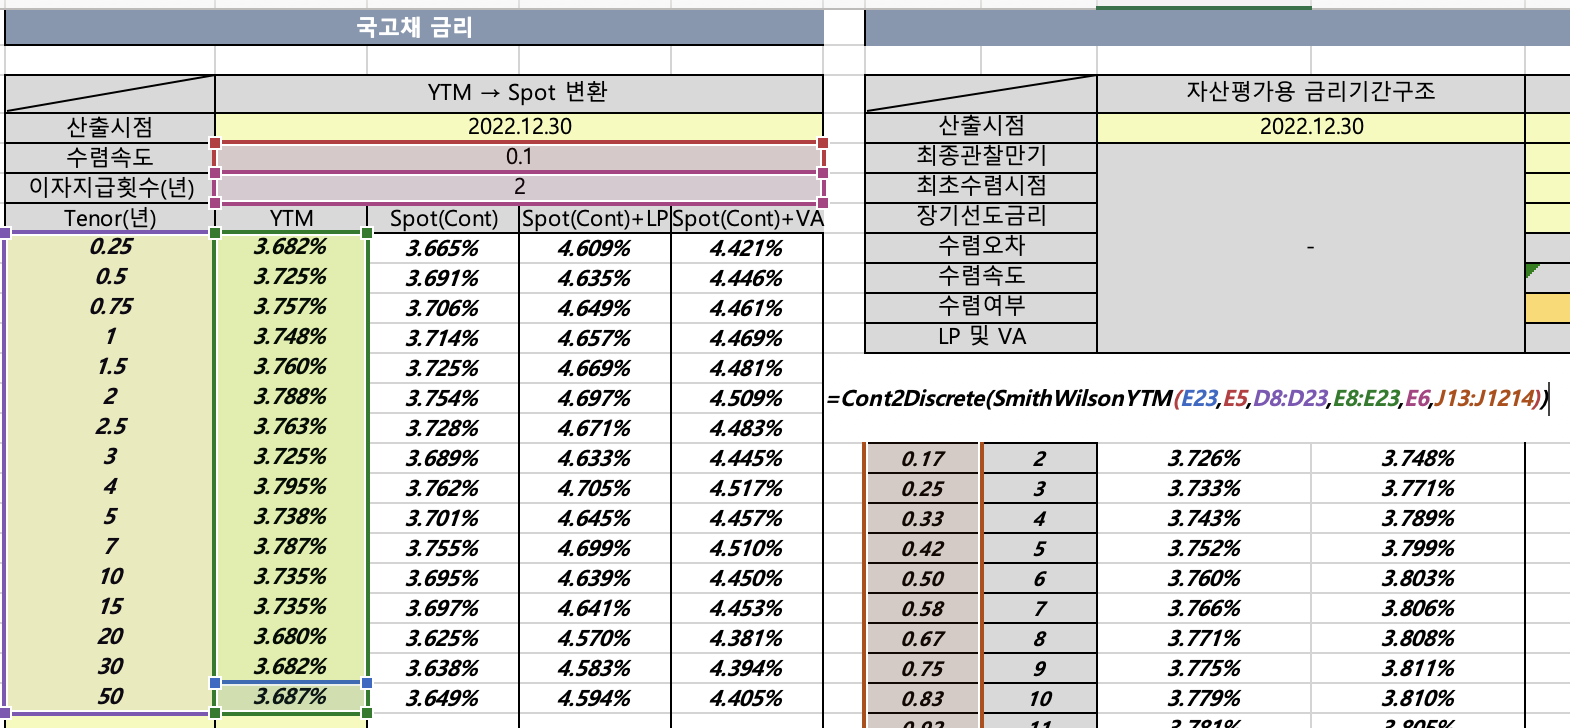 국고채 금리
YTM → Spot 변환
산출시점 2022.12.30
수렴속도 0.1
이자지급횟수(년) 2
Tenor(년) YTM Spot(Cont) Spot(Cont)+LP Spot(Cont)+VA
0.25 3.682% 3.665% 4.609% 4.421%
0.5 3.725% 3.691% 4.635% 4.446%
0.75 3.757% 3.706% 4.649% 4.461%
1 3.748% 3.714% 4.657% 4.469%
1.5 3.760% 3.725% 4.669% 4.481%
2 3.788% 3.754% 4.697% 4.509%
2.5 3.763% 3.728% 4.671% 4.483%
3 3.725% 3.689% 4.633% 4.445%
4 3.795% 3.762% 4.705% 4.517%
5 3.738% 3.701% 4.645% 4.457%
7 3.787% 3.755% 4.699% 4.510%
10 3.735% 3.695% 4.639% 4.450%
15 3.735% 3.697% 4.641% 4.453%
20 3.680% 3.625% 4.570% 4.381%
30 3.682% 3.638% 4.583% 4.394%
50 3.687% 3.649% 4.594% 4.405%
자산평가용 금리기간구조
산출시점 2022.12.30
최종관찰만기
최초수렴시점
장기선도금리
수렴오차 -
수렴속도
수렴여부
LP 및 VA
=Cont2Discrete(SmithWilsonYTM(E23,E5,D8:D23,E8:E23,E6,J13:J1214))
0.17 2 3.726% 3.748%
0.25 3 3.733% 3.771%
0.33 4 3.743% 3.789%
0.42 5 3.752% 3.799%
0.50 6 3.760% 3.803%
0.58 7 3.766% 3.806%
0.67 8 3.771% 3.808%
0.75 9 3.775% 3.811%
0.83 10 3.779% 3.810%
0.92 11 3.781% 3.805%